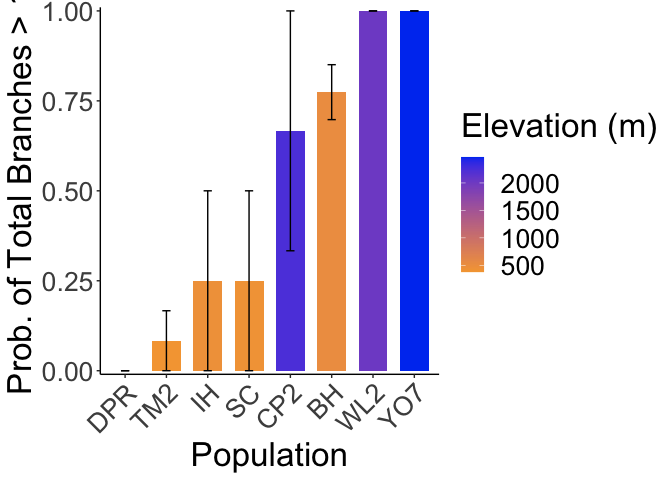 Prob. of Total Branches >
1.00
0.75
0.50
0.25
0.00
DPR
TM2
IH
SC
CP2
BH
WL2
YO7
Population
Elevation (m)
2000
1500
1000
500